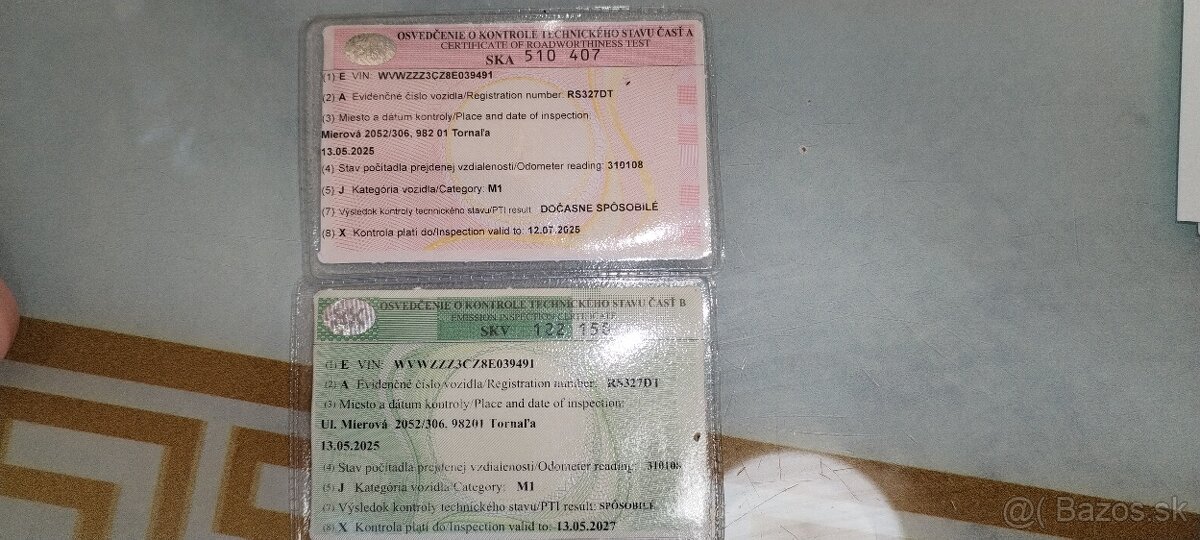 OSVEDČENIE O KONTROLE TECHNICKÉHO STAVU ČASŤ A
CERTIFICATE OF ROADWORTHINESS TEST
SKA 510 407
(1) E VIN: WVWZZZ3CZ8E039491
(2) A Evidenčné číslo vozidla/Registration number: RS327DT
(3) Miesto a dátum kontroly/Place and date of inspection:
Mierová 2052/306, 982 01 Tornaľa
13.05.2025
(4) Stav počítadla prejdenej vzdialenosti/Odometer reading: 310108
(5) J Kategória vozidla/Category: M1
(7) Výsledok kontroly technického stavu/PTI result: DOČASNE SPÔSOBILÉ
(8) X Kontrola platí do/Inspection valid to: 12.07.2025
OSVEDČENIE O KONTROLE TECHNICKÉHO STAVU ČASŤ B
EMISSION INSPECTION CERTIFICATE
SKV 122 158
(1) E VIN: WVWZZZ3CZ8E039491
(2) A Evidenčné číslo vozidla/Registration number: RS327DT
(3) Miesto a dátum kontroly/Place and date of inspection:
Ul. Mierová 2052/306, 98201 Tornaľa
13.05.2025
(4) Stav počítadla prejdenej vzdialenosti/Odometer reading: 310108
(5) J Kategória vozidla/Category: M1
(7) Výsledok kontroly technického stavu/PTI result: SPÔSOBILÉ
(8) X Kontrola platí do/Inspection valid to: 13.05.2027
@( Bazos.sk